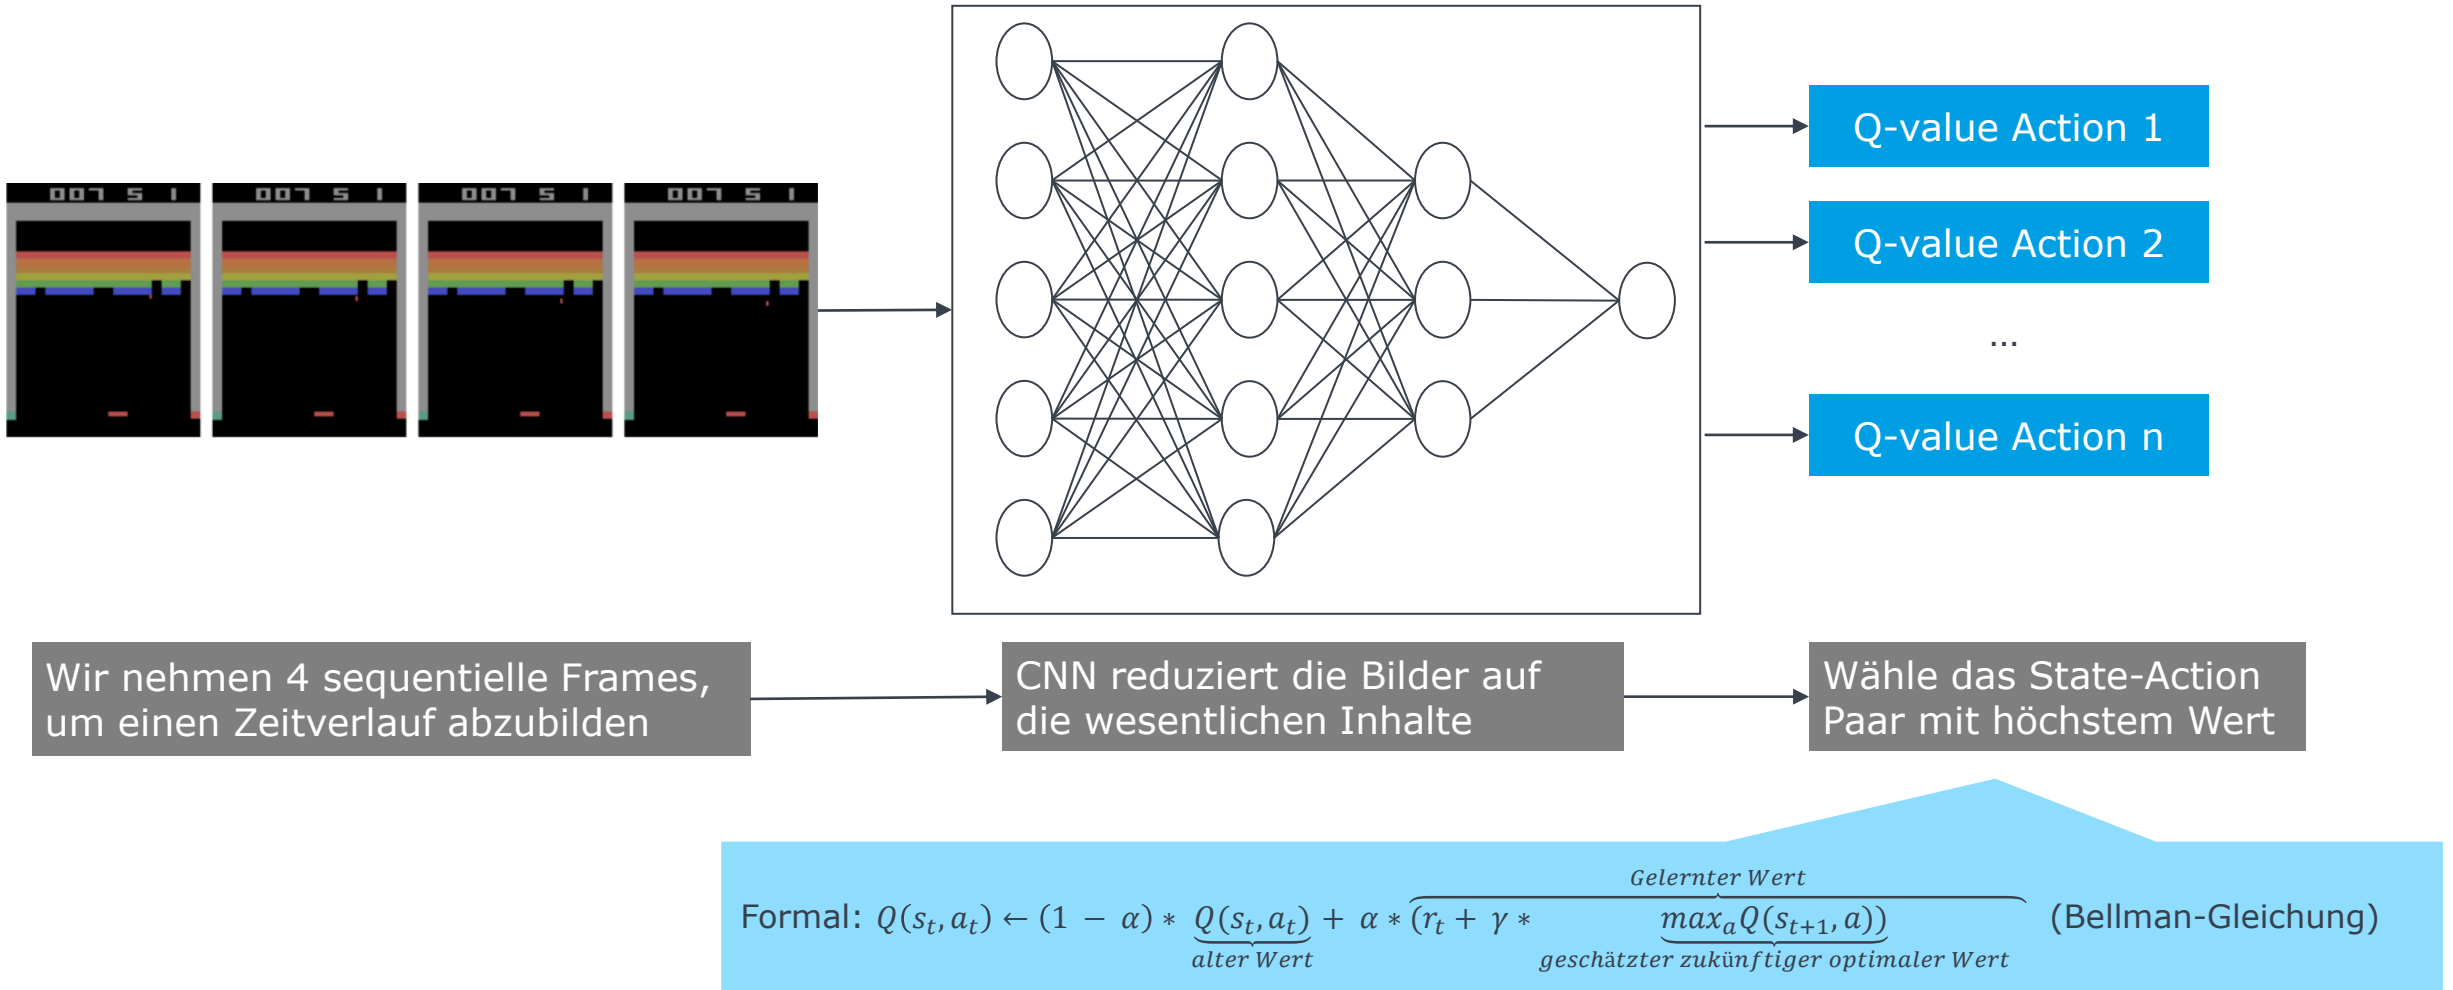 007 5 1
007 5 1
007 5 1
007 5 1
Q-value Action 1
Q-value Action 2
...
Q-value Action n
Wir nehmen 4 sequentielle Frames,
um einen Zeitverlauf abzubilden
CNN reduziert die Bilder auf
die wesentlichen Inhalte
Wähle das State-Action
Paar mit höchstem Wert
Gelernter Wert
Formal: Q(s_t, a_t) ← (1 − α) * Q(s_t, a_t) + α * (r_t + γ * max_a Q(s_{t+1}, a)) (Bellman-Gleichung)
alter Wert geschätzter zukünftiger optimaler Wert